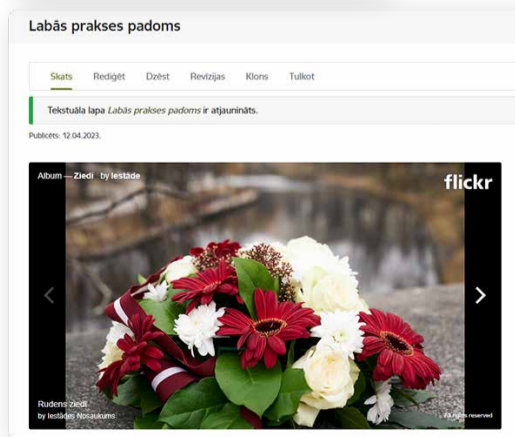 Labās prakses padoms
Skats Rediģēt Dzēst Revīzijas Klons Tulkot
Tekstuāla lapa Labās prakses padoms ir atjaunināts.
Publicēts: 12.04.2023.
Album — Ziedi by Iestāde
flickr
Rudens ziedi
by Iestādes Nosaukums
All rights reserved